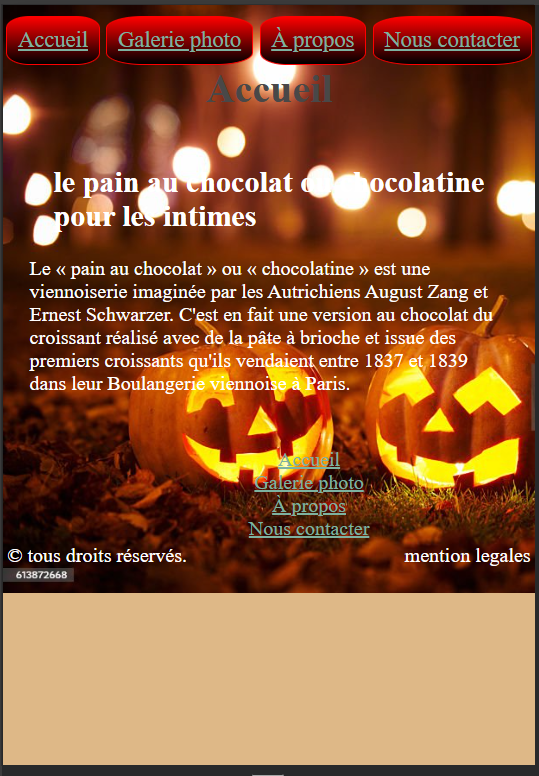 Accueil Galerie photo À propos Nous contacter
Accueil
le pain au chocolat ou chocolatine
pour les intimes
Le « pain au chocolat » ou « chocolatine » est une
viennoiserie imaginée par les Autrichiens August Zang et
Ernest Schwarzer. C'est en fait une version au chocolat du
croissant réalisé avec de la pâte à brioche et issue des
premiers croissants qu'ils vendaient entre 1837 et 1839
dans leur Boulangerie viennoise à Paris.
Accueil
Galerie photo
À propos
Nous contacter
© tous droits réservés. mention legales
613872668